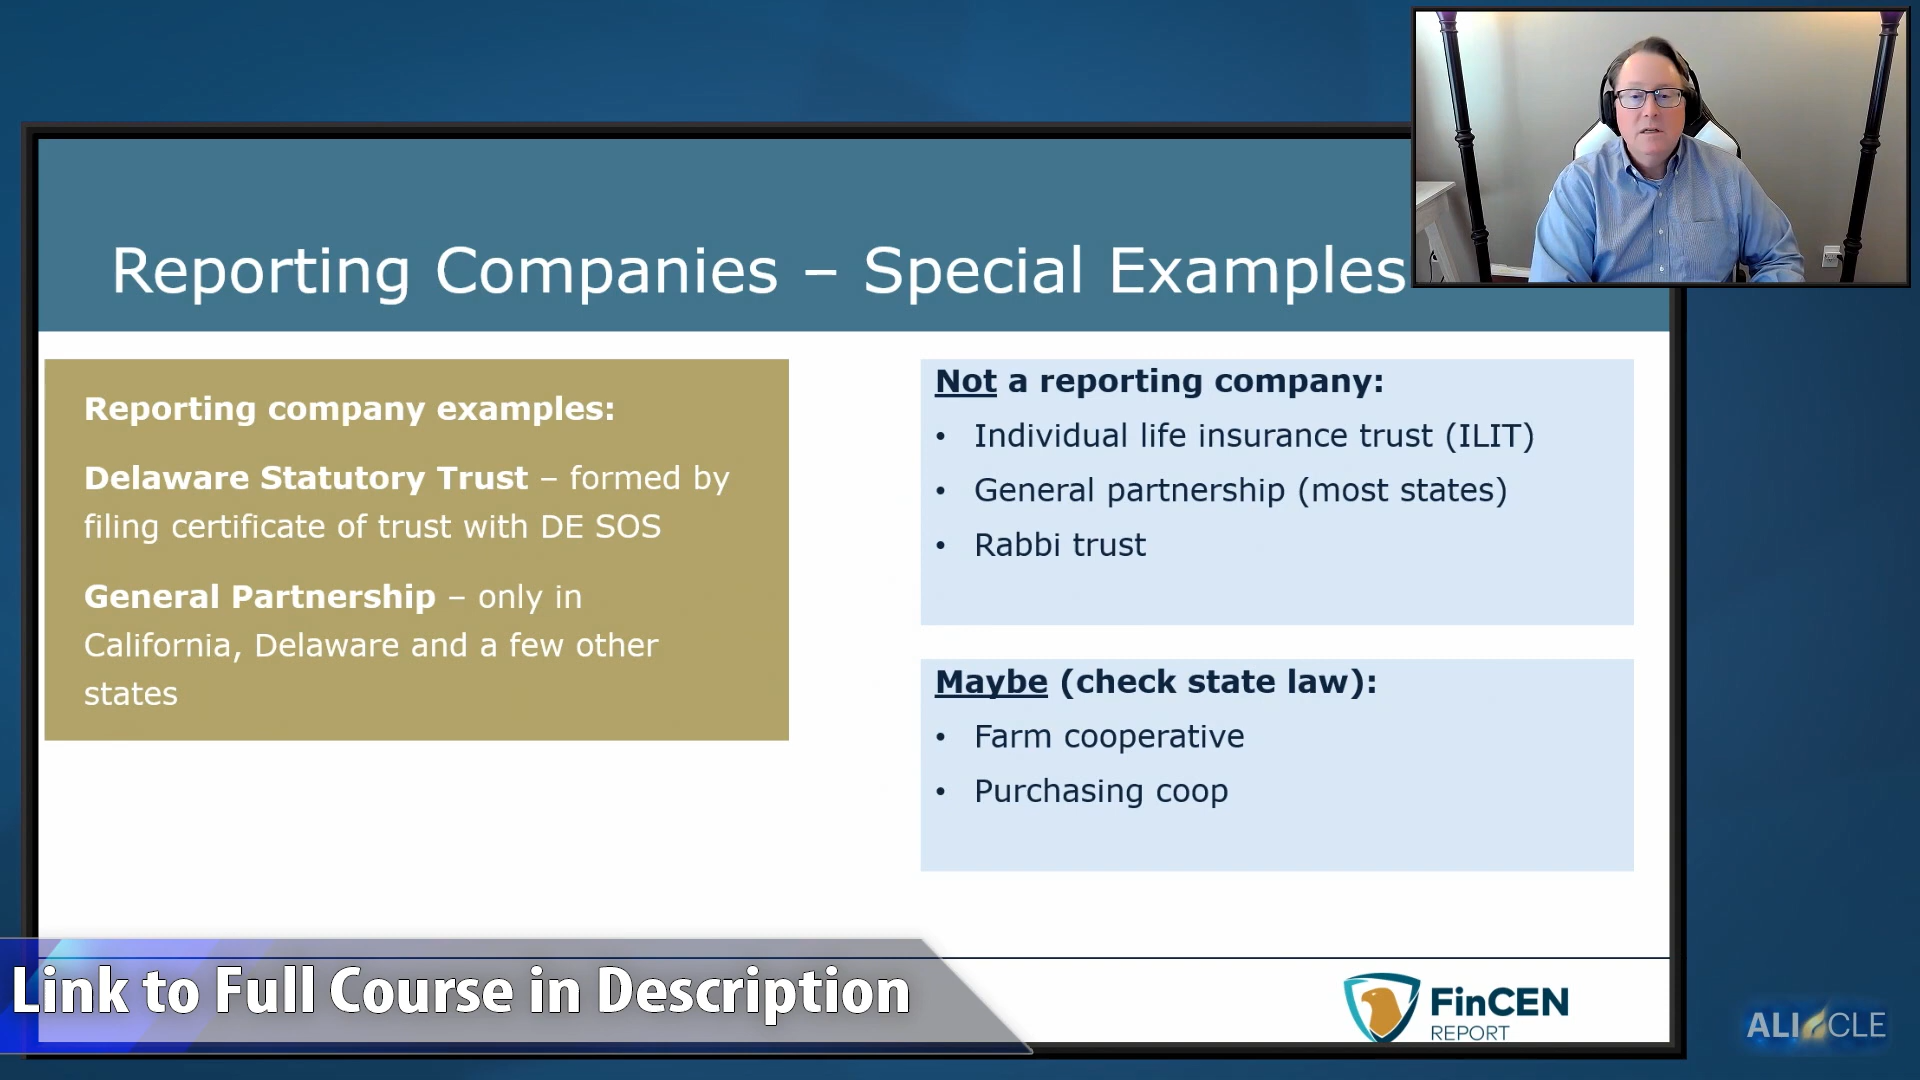 Reporting Companies – Special Examples
Reporting company examples:
Delaware Statutory Trust – formed by
filing certificate of trust with DE SOS
General Partnership – only in
California, Delaware and a few other
states
Not a reporting company:
• Individual life insurance trust (ILIT)
• General partnership (most states)
• Rabbi trust
Maybe (check state law):
• Farm cooperative
• Purchasing coop
Link to Full Course in Description
FinCEN
REPORT
ALI CLE